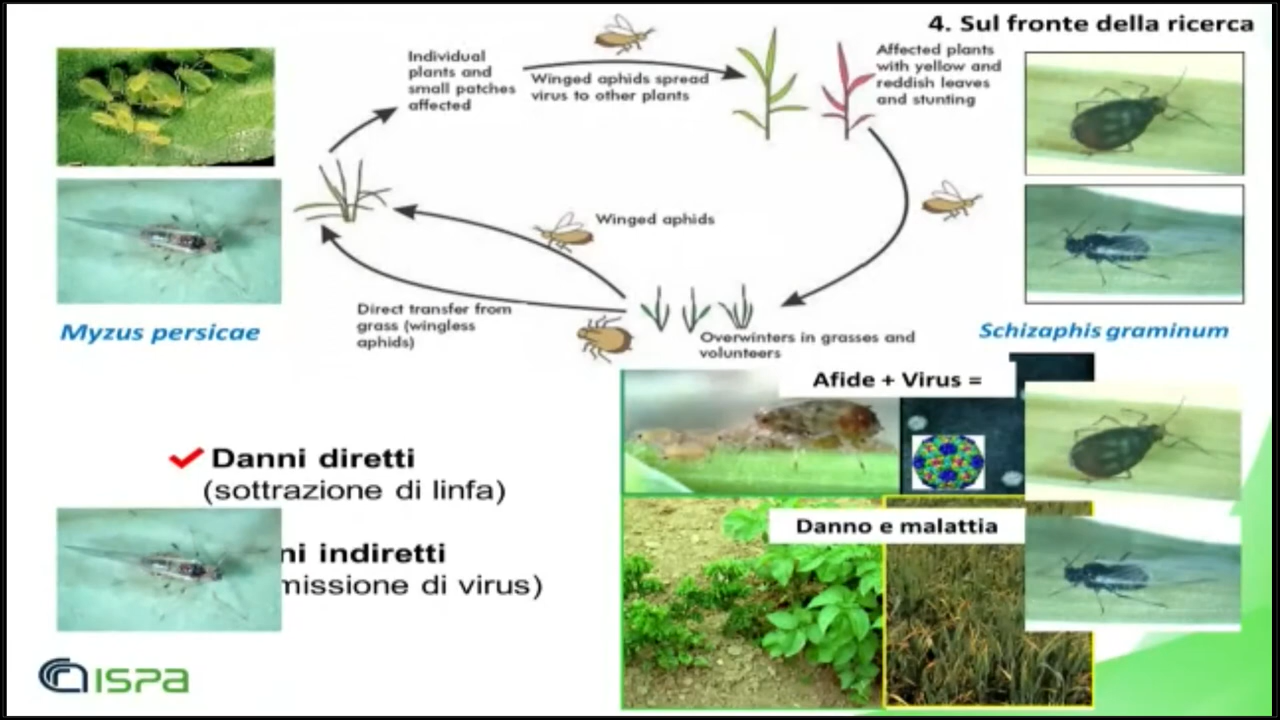 4. Sul fronte della ricerca
Individual
plants and
small patches
affected
Winged aphids spread
virus to other plants
Affected plants
with yellow and
reddish leaves
and stunting
Winged aphids
Direct transfer from
grass (wingless
aphids)
Overwinters in grasses and
volunteers
Myzus persicae
Schizaphis graminum
Afide + Virus =
Danni diretti
(sottrazione di linfa)
ni indiretti
missione di virus)
Danno e malattia
ISPA